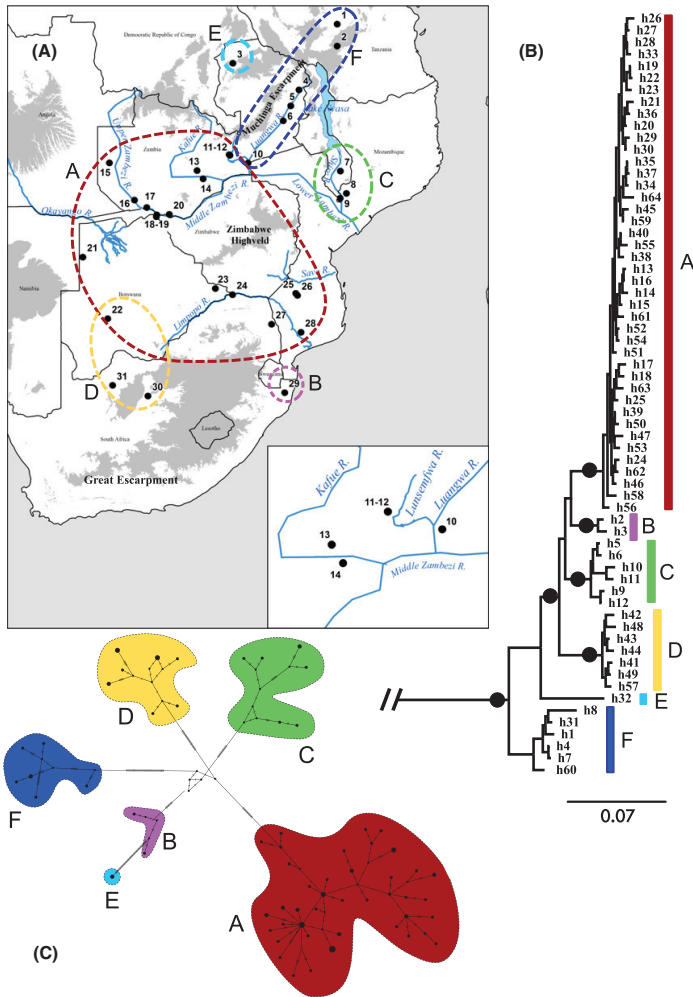 (A)
Democratic Republic of Congo
E
3
1
2
Tanzania
F
Muchinga Escarpment
4
5
6
Angola
Zambia
Upper Zambezi R.
Kafue R.
Luangwa R.
11-12
10
13
14
Mozambique
7
8
9
C
A
15
16
17
18-19
20
Middle Zambezi R.
Lower Zambezi R.
Okavango R.
Zimbabwe
Zimbabwe
Highveld
21
Namibia
Botswana
22
23
24
Save R.
25
26
Limpopo R.
27
28
D
31
30
29
B
Lesotho
South Africa
Great Escarpment
Kafue R.
Lunsemfwa R.
Luangwa R.
11-12
10
13
14
Middle Zambezi R.
(B)
h26
h27
h28
h33
h19
h22
h23
h21
h36
h20
h29
h30
h35
h37
h34
h64
h45
h59
h40
h55
h38
h13
h16
h14
h15
h61
h52
h54
h51
h17
h18
h63
h25
h39
h50
h47
h53
h24
h62
h46
h58
h56
A
h2
h3
B
h5
h6
h10
h11
h9
h12
C
h42
h48
h43
h44
h41
h49
h57
D
h32
E
h8
h31
h1
h4
h7
h60
F
0.07
D
C
F
B
E
A
(C)